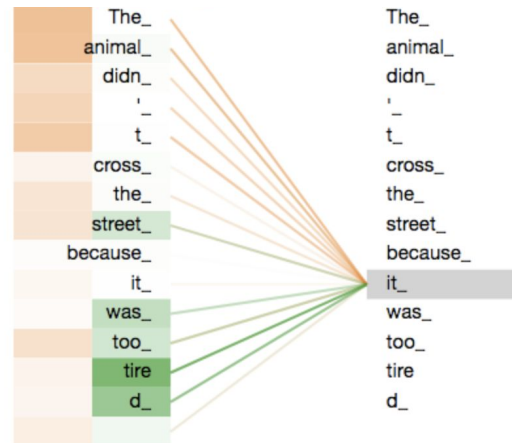 The_ The_
animal_ animal_
didn_ didn_
'_ '_
t_ t_
cross_ cross_
the_ the_
street_ street_
because_ because_
it_ it_
was_ was_
too_ too_
tire tire
d_ d_